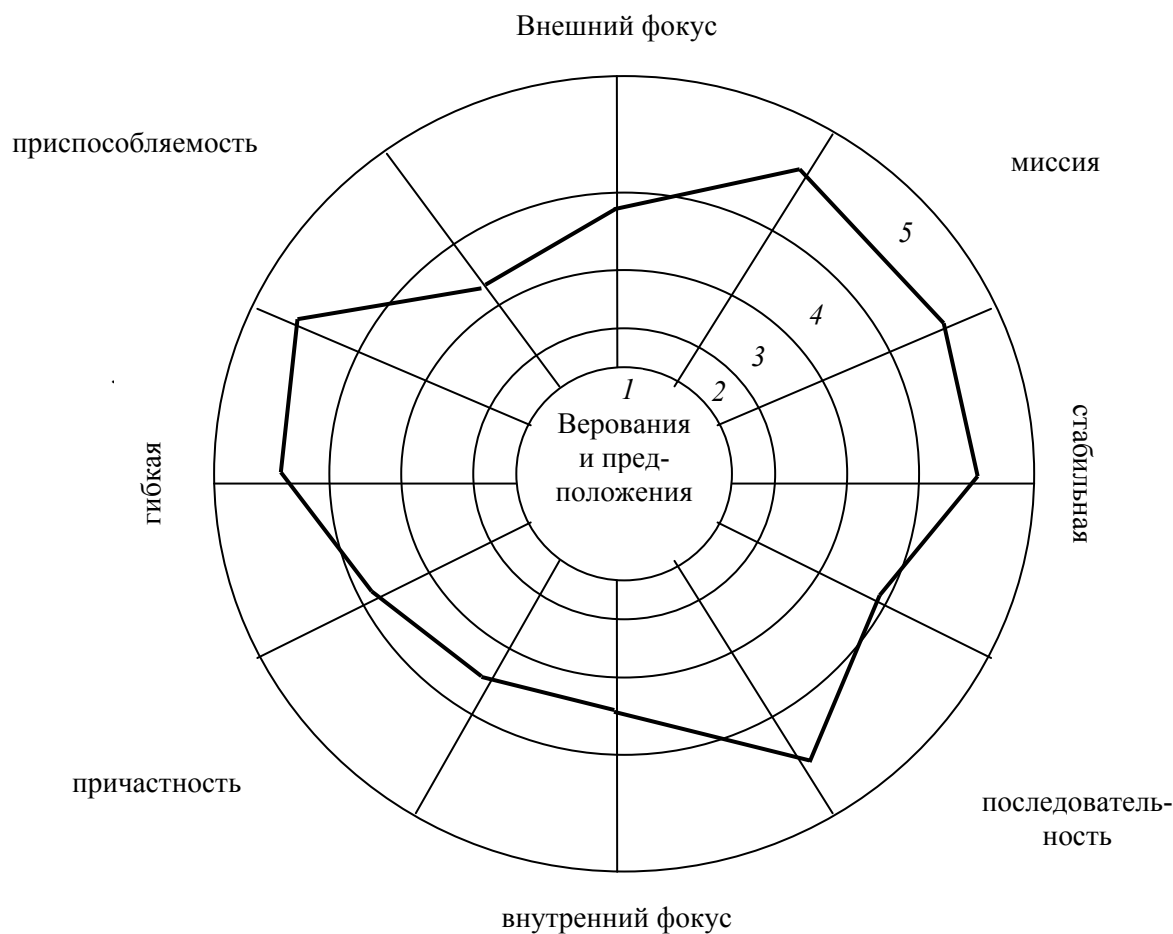 Внешний фокус
приспособляемость
миссия
5
4
3
2
1
Верования
и пред-
положения
гибкая
стабильная
причастность
последователь-
ность
внутренний фокус